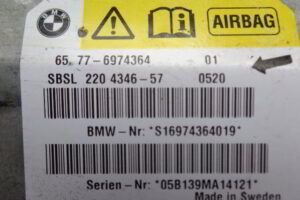 BMW AIRBAG
65. 77-6974364 01
SBSL 220 4346-57 0520
BMW-Nr: *S16974364019*
Serien-Nr: *05B139MA14121*
Made in Sweden